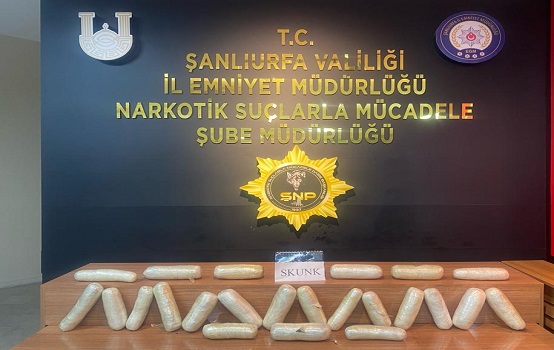 T.C.
ŞANLIURFA VALİLİĞİ
İL EMNİYET MÜDÜRLÜĞÜ
NARKOTİK SUÇLARLA MÜCADELE
ŞUBE MÜDÜRLÜĞÜ
ŞNP
SKUNK